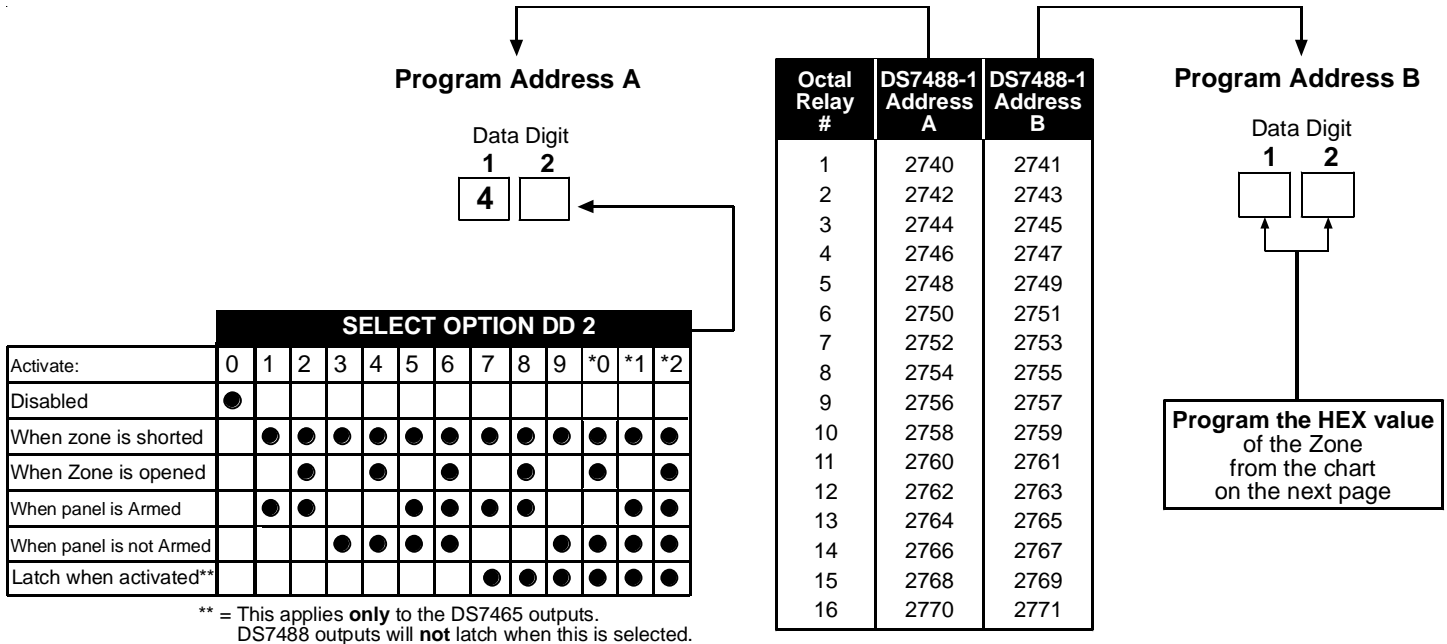 Program Address A
Data Digit
1 2
4
SELECT OPTION DD 2
Activate: 0 1 2 3 4 5 6 7 8 9 *0 *1 *2
Disabled
When zone is shorted
When Zone is opened
When panel is Armed
When panel is not Armed
Latch when activated**
** = This applies only to the DS7465 outputs.
DS7488 outputs will not latch when this is selected.
Octal Relay # DS7488-1 Address A DS7488-1 Address B
1 2740 2741
2 2742 2743
3 2744 2745
4 2746 2747
5 2748 2749
6 2750 2751
7 2752 2753
8 2754 2755
9 2756 2757
10 2758 2759
11 2760 2761
12 2762 2763
13 2764 2765
14 2766 2767
15 2768 2769
16 2770 2771
Program Address B
Data Digit
1 2
Program the HEX value
of the Zone
from the chart
on the next page